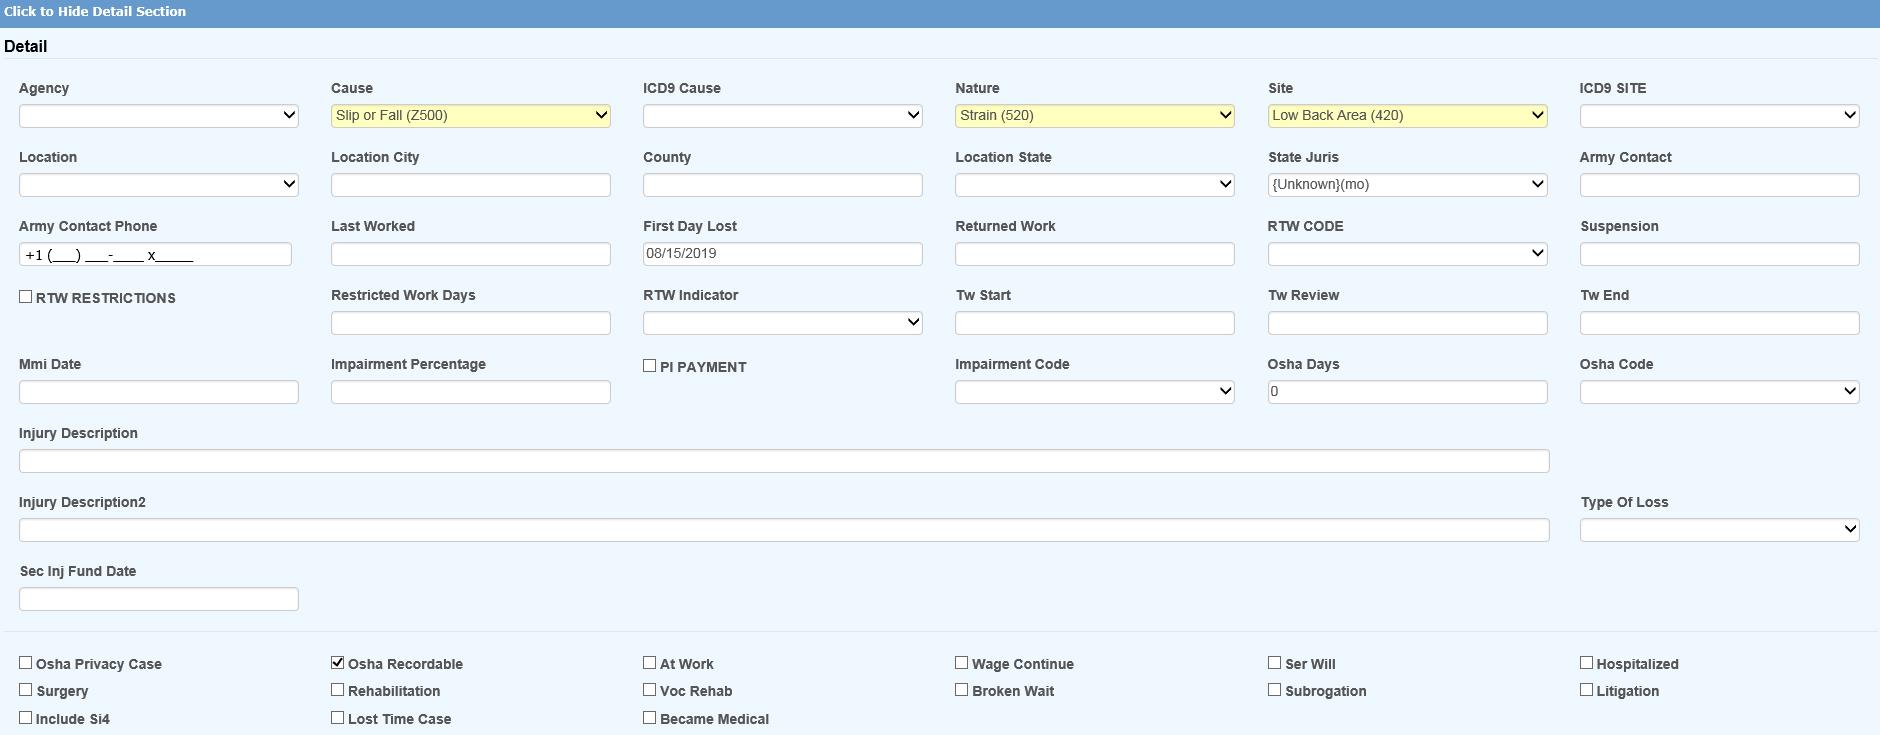 Click to Hide Detail Section
Detail
Agency Cause ICD9 Cause Nature Site ICD9 SITE
Slip or Fall (Z500) Strain (520) Low Back Area (420)
Location Location City County Location State State Juris Army Contact
{Unknown}(mo)
Army Contact Phone Last Worked First Day Lost Returned Work RTW CODE Suspension
+1 (___) ___-____ x_____ 08/15/2019
RTW RESTRICTIONS Restricted Work Days RTW Indicator Tw Start Tw Review Tw End
Mmi Date Impairment Percentage PI PAYMENT Impairment Code Osha Days Osha Code
0
Injury Description
Injury Description2 Type Of Loss
Sec Inj Fund Date
Osha Privacy Case Osha Recordable At Work Wage Continue Ser Will Hospitalized
Surgery Rehabilitation Voc Rehab Broken Wait Subrogation Litigation
Include Si4 Lost Time Case Became Medical